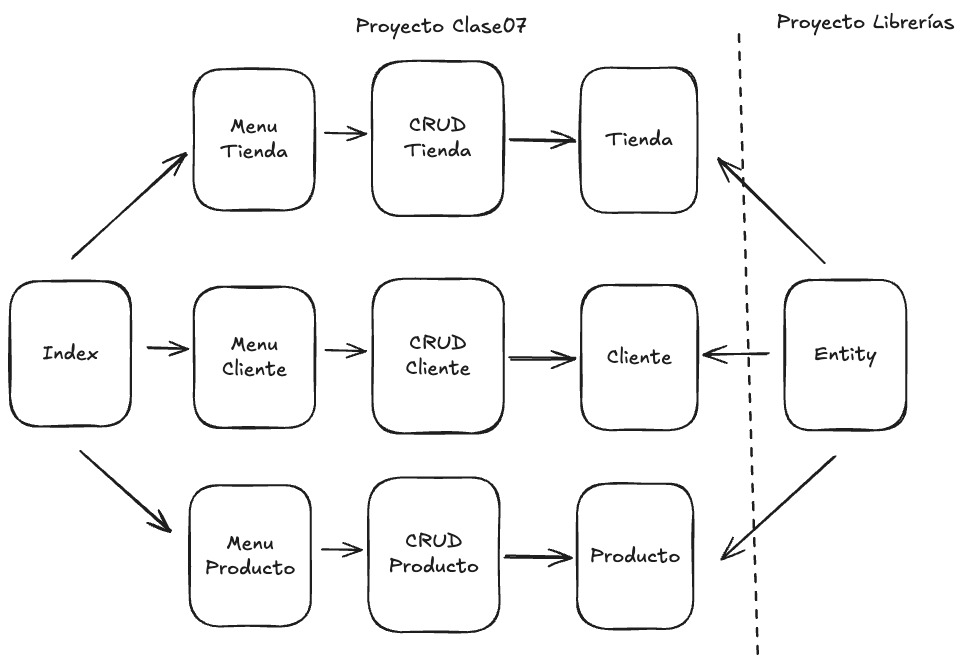 Proyecto Clase07
Proyecto Librerías
Menu
Tienda
CRUD
Tienda
Tienda
Index
Menu
Cliente
CRUD
Cliente
Cliente
Entity
Menu
Producto
CRUD
Producto
Producto